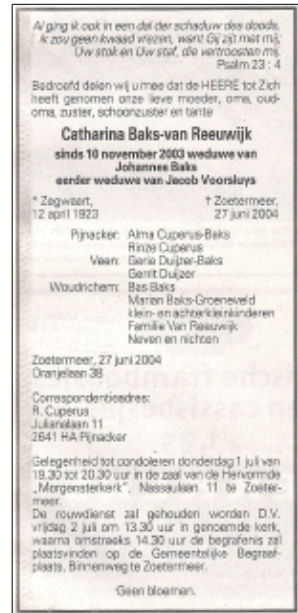 Al ging ik ook in een dal der schaduw des doods,
ik zou geen kwaad vrezen, want Gij zijt met mij;
Uw stok en Uw staf, die vertroosten mij.
Psalm 23 : 4
Bedroefd delen wij u mee dat de HEERE tot Zich
heeft genomen onze lieve moeder, oma, oud-
oma, zuster, schoonzuster en tante
Catharina Baks-van Reeuwijk
sinds 10 november 2003 weduwe van
Johannes Baks
eerder weduwe van Jacob Voorsluys
* Zegwaart, † Zoetermeer,
12 april 1923 27 juni 2004
Pijnacker: Alma Cuperus-Baks
Rinze Cuperus
Veen: Gerie Duijzer-Baks
Gerrit Duijzer
Woudrichem: Bas Baks
Marian Baks-Groeneveld
klein- en achterkleinkinderen
Familie Van Reeuwijk
Neven en nichten
Zoetermeer, 27 juni 2004
Oranjelaan 38
Correspondentieadres:
R. Cuperus
Julianalaan 11
2641 HA Pijnacker
Gelegenheid tot condoleren donderdag 1 juli van
19.30 tot 20.30 uur in de zaal van de Hervormde
„Morgensterkerk”, Nassaulaan 11 te Zoeter-
meer.
De rouwdienst zal gehouden worden D.V.
vrijdag 2 juli om 13.30 uur in genoemde kerk,
waarna omstreeks 14.30 uur de begrafenis zal
plaatsvinden op de Gemeentelijke Begraaf-
plaats, Binnenweg te Zoetermeer.
Geen bloemen.